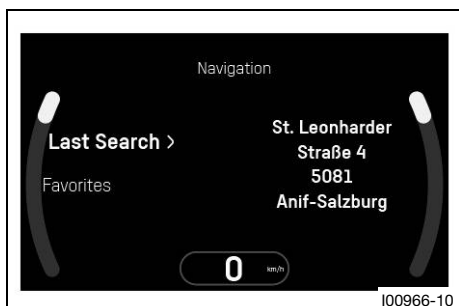 Navigation
Last Search >
Favorites
St. Leonharder
Straße 4
5081
Anif-Salzburg
0 km/h
I00966-10